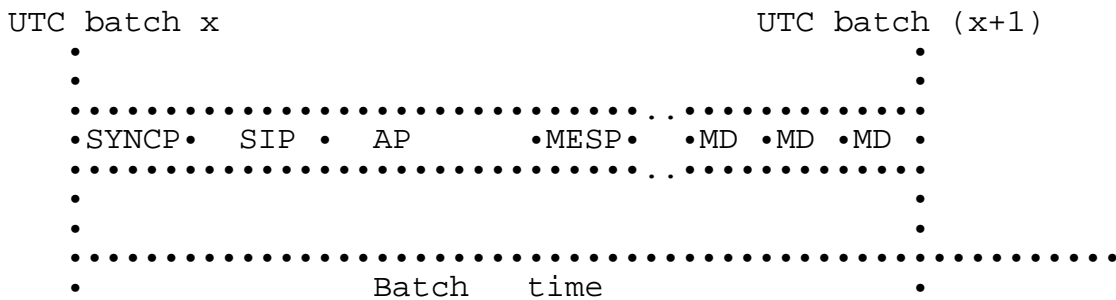 UTC batch x UTC batch (x+1)
•SYNCP• SIP • AP •MESP• •MD •MD •MD •
Batch time